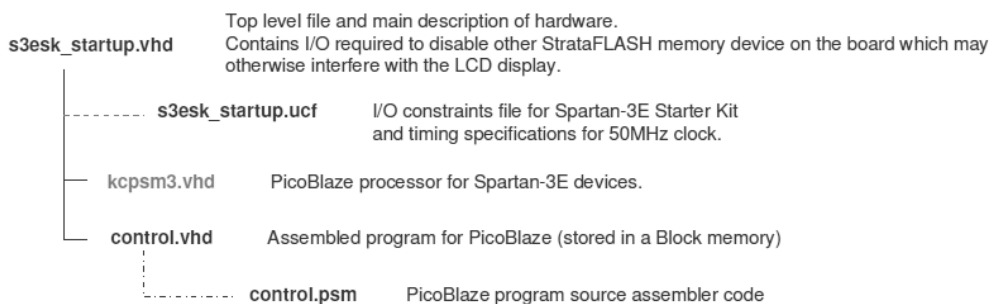 Top level file and main description of hardware.
s3esk_startup.vhd Contains I/O required to disable other StrataFLASH memory device on the board which may
otherwise interfere with the LCD display.
s3esk_startup.ucf I/O constraints file for Spartan-3E Starter Kit
and timing specifications for 50MHz clock.
kcpsm3.vhd PicoBlaze processor for Spartan-3E devices.
control.vhd Assembled program for PicoBlaze (stored in a Block memory)
control.psm PicoBlaze program source assembler code